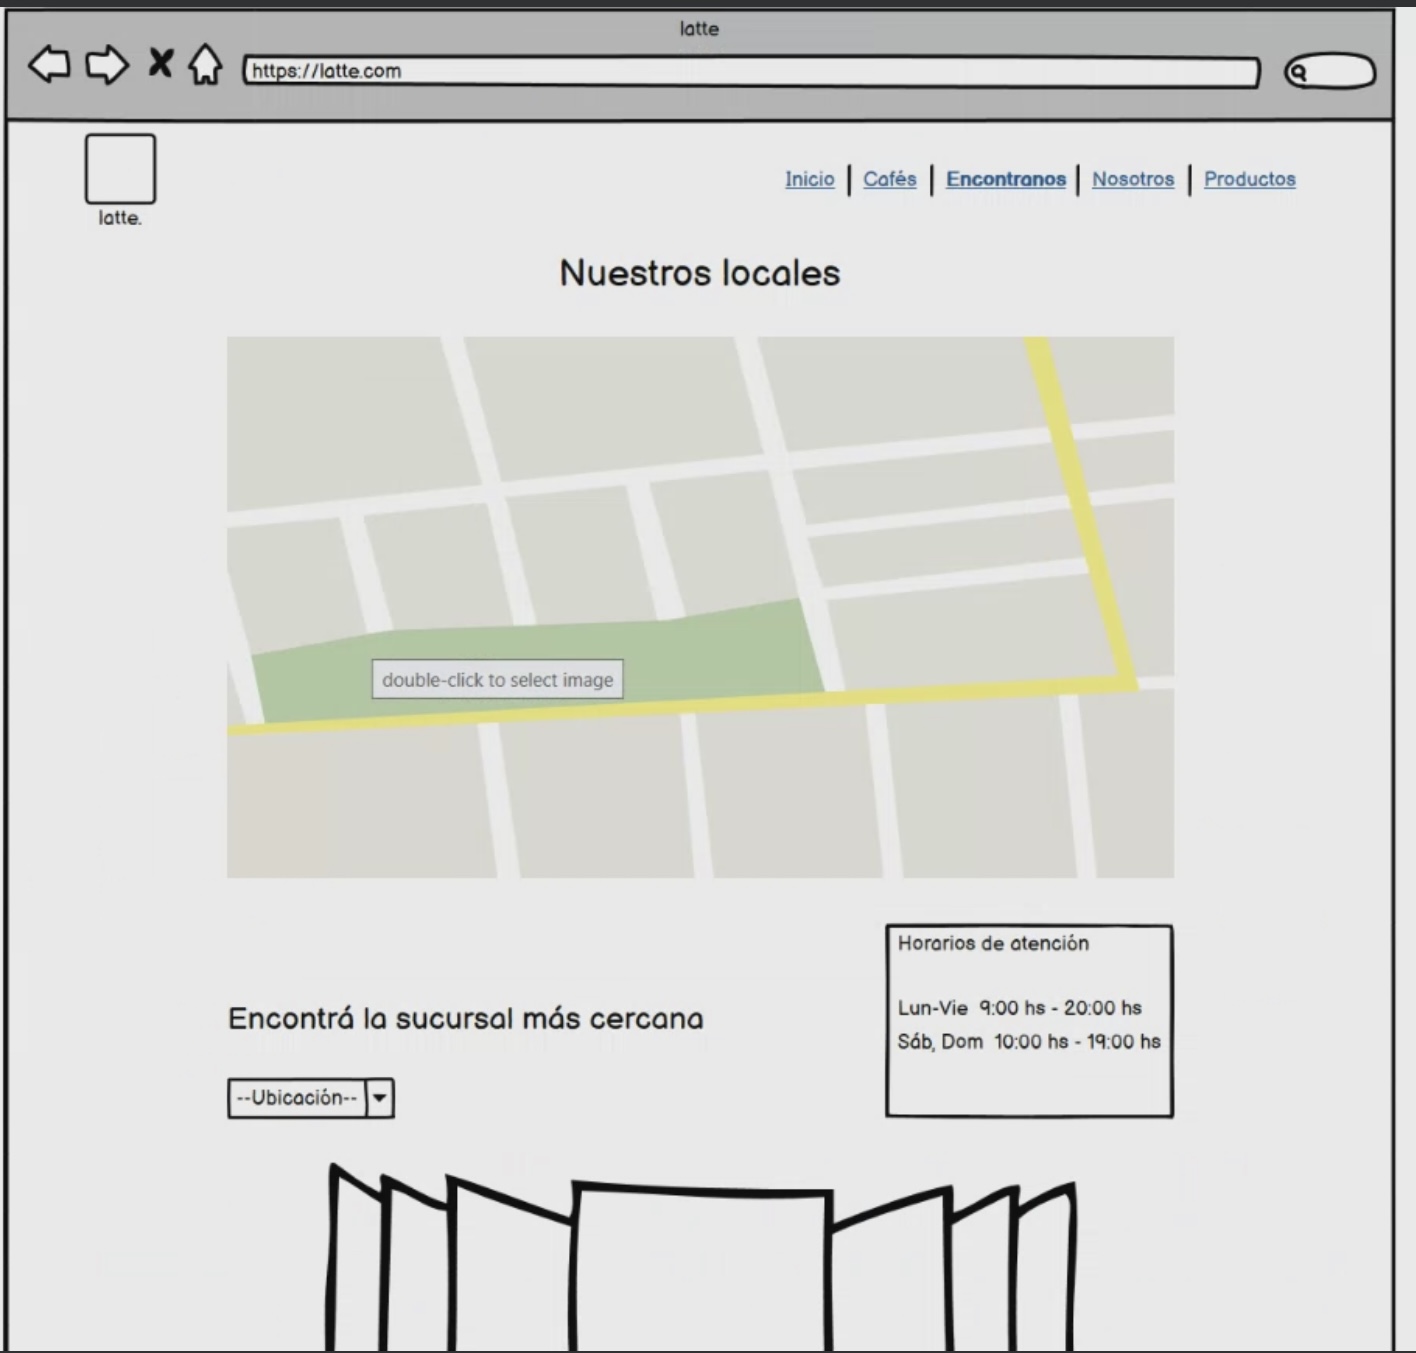 latte
https://latte.com
latte.
Inicio | Cafés | Encontranos | Nosotros | Productos
Nuestros locales
double-click to select image
Horarios de atención
Lun-Vie 9:00 hs - 20:00 hs
Sáb, Dom 10:00 hs - 19:00 hs
Encontrá la sucursal más cercana
--Ubicación--